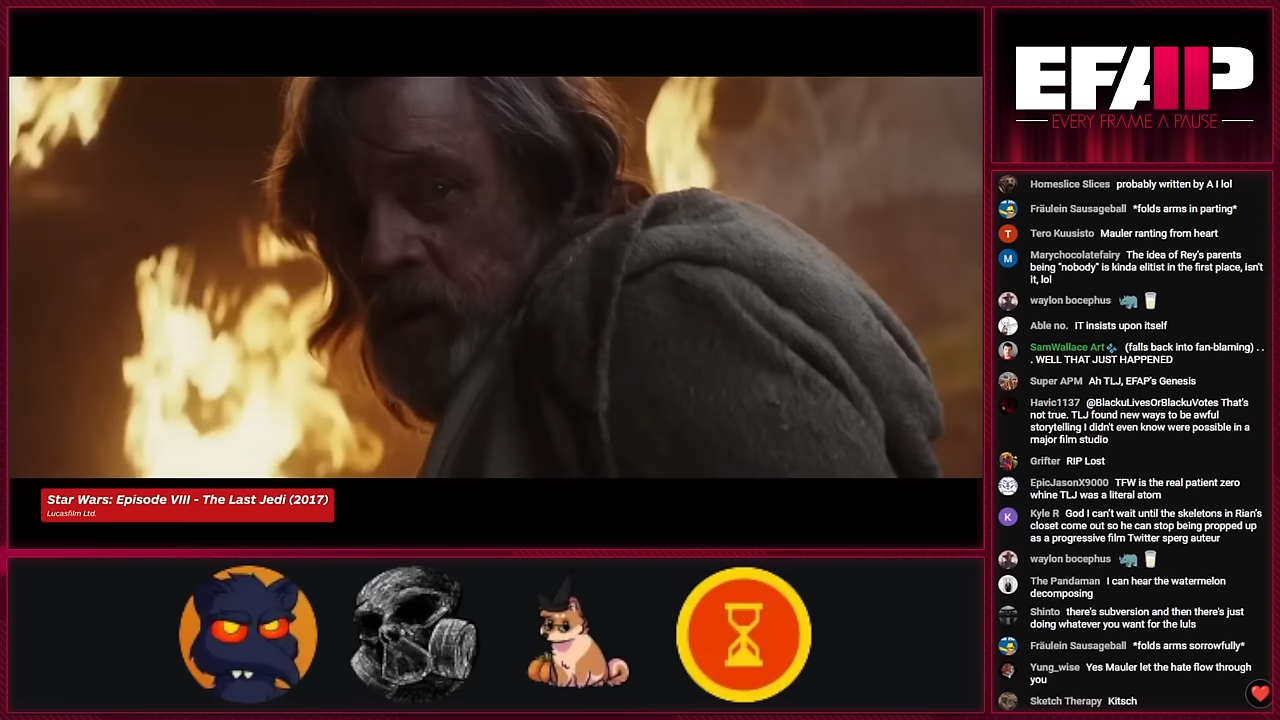 Star Wars: Episode VIII - The Last Jedi (2017)
Lucasfilm Ltd.
EFAP
EVERY FRAME A PAUSE
Homeslice Slices probably written by A I lol
Fräulein Sausageball *folds arms in parting*
T
Tero Kuusisto Mauler ranting from heart
M
Marychocolatefairy The idea of Rey's parents
being "nobody" is kinda elitist in the first place, isn't
it, lol
waylon bocephus
Able no. IT insists upon itself
SamWallace Art (falls back into fan-blaming) . .
. WELL THAT JUST HAPPENED
Super APM Ah TLJ, EFAP's Genesis
Havic1137 @BlackuLivesOrBlackuVotes That's
not true. TLJ found new ways to be awful
storytelling I didn't even know were possible in a
major film studio
Grifter RIP Lost
EpicJasonX9000 TFW is the real patient zero
whine TLJ was a literal atom
K
Kyle R God I can't wait until the skeletons in Rian's
closet come out so he can stop being propped up
as a progressive film Twitter sperg auteur
waylon bocephus
The Pandaman I can hear the watermelon
decomposing
Shinto there's subversion and then there's just
doing whatever you want for the luls
Fräulein Sausageball *folds arms sorrowfully*
Yung_wise Yes Mauler let the hate flow through
you
Sketch Therapy Kitsch